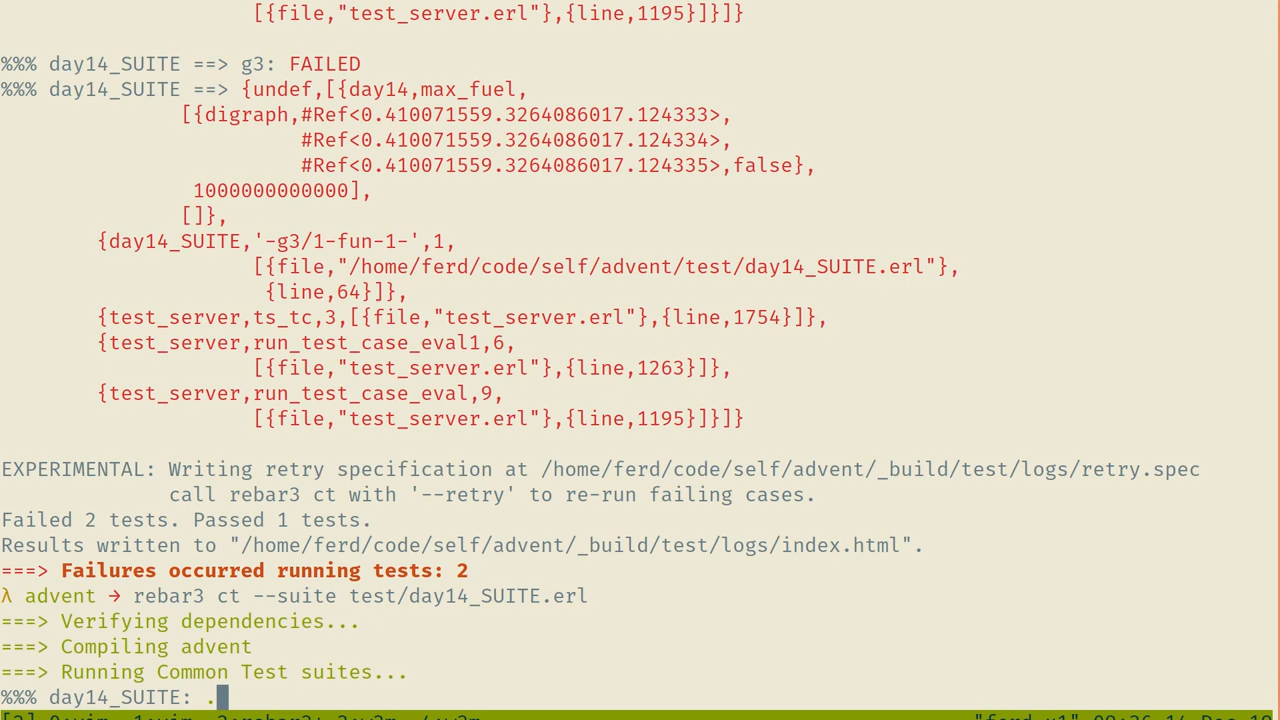 [{file,"test_server.erl"},{line,1195}]}]}
%%% day14_SUITE ==> g3: FAILED
%%% day14_SUITE ==> {undef,[{day14,max_fuel,
[{digraph,#Ref<0.410071559.3264086017.124333>,
#Ref<0.410071559.3264086017.124334>,
#Ref<0.410071559.3264086017.124335>,false},
1000000000000],
[]},
{day14_SUITE,'-g3/1-fun-1-',1,
[{file,"/home/ferd/code/self/advent/test/day14_SUITE.erl"},
{line,64}]},
{test_server,ts_tc,3,[{file,"test_server.erl"},{line,1754}]},
{test_server,run_test_case_eval1,6,
[{file,"test_server.erl"},{line,1263}]},
{test_server,run_test_case_eval,9,
[{file,"test_server.erl"},{line,1195}]}]}
EXPERIMENTAL: Writing retry specification at /home/ferd/code/self/advent/_build/test/logs/retry.spec
call rebar3 ct with '--retry' to re-run failing cases.
Failed 2 tests. Passed 1 tests.
Results written to "/home/ferd/code/self/advent/_build/test/logs/index.html".
===> Failures occurred running tests: 2
λ advent → rebar3 ct --suite test/day14_SUITE.erl
===> Verifying dependencies...
===> Compiling advent
===> Running Common Test suites...
%%% day14_SUITE: .